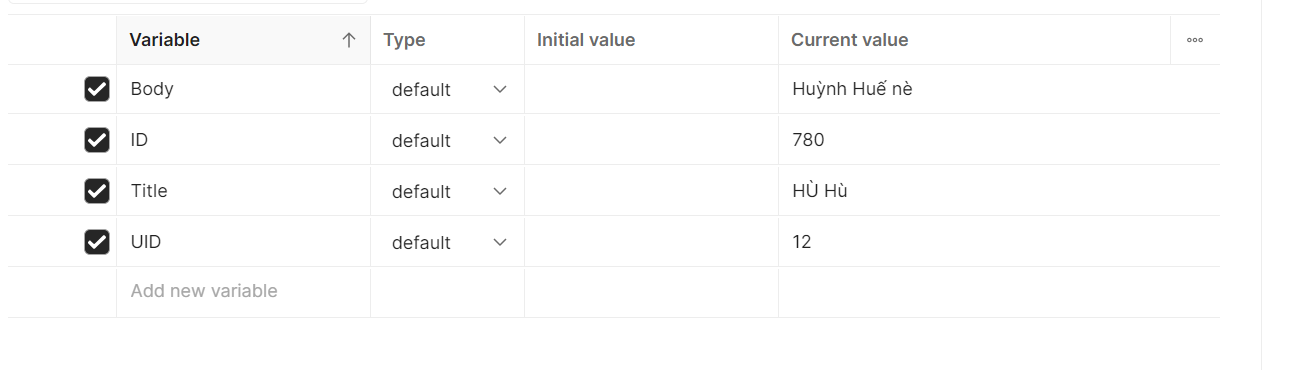 Variable Type Initial value Current value
Body default Huỳnh Huế nè
ID default 780
Title default HÙ Hù
UID default 12
Add new variable